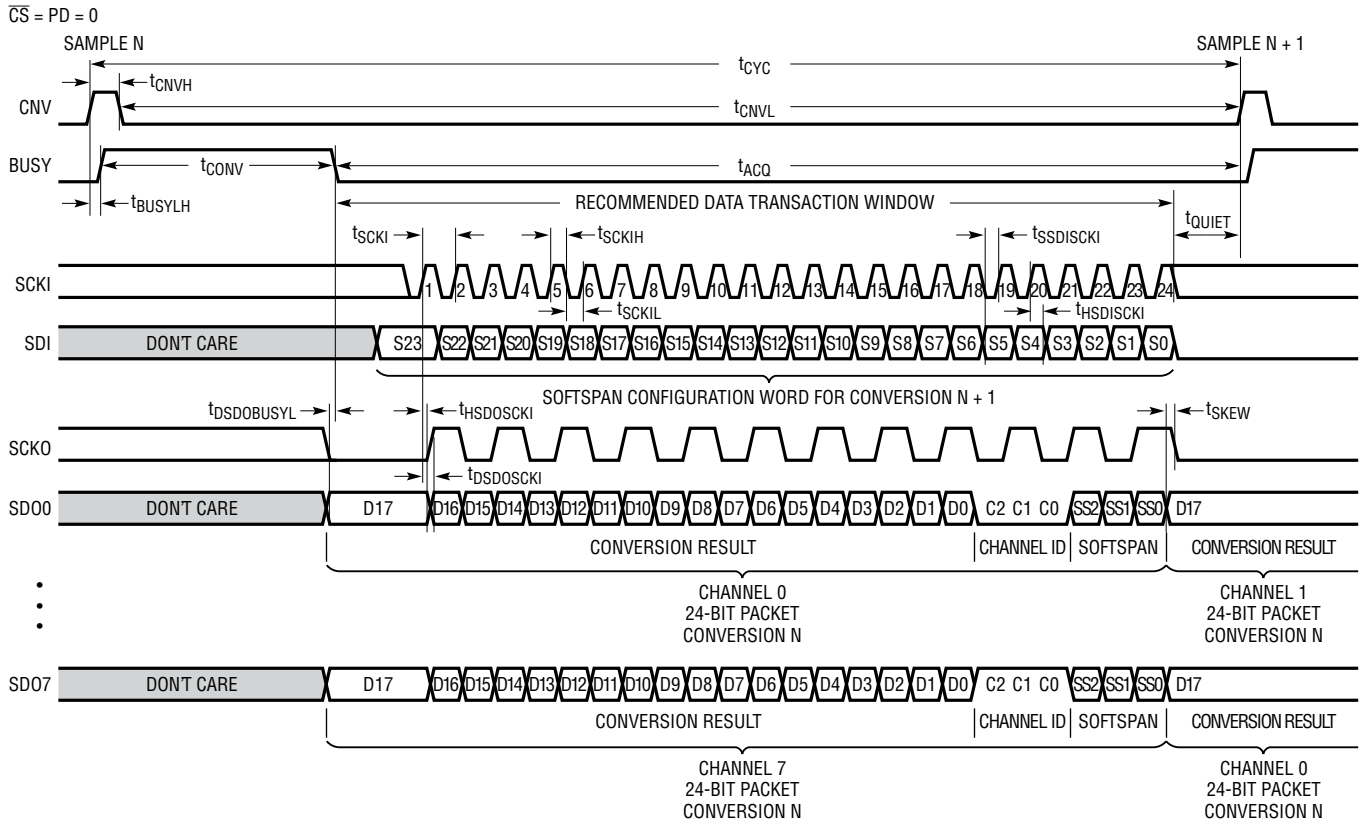 CS = PD = 0
SAMPLE N SAMPLE N + 1
tCYC
tCNVH
CNV tCNVL
BUSY tCONV tACQ
tBUSYLH RECOMMENDED DATA TRANSACTION WINDOW
tSCKI tSCKIH tSSDISCKI tQUIET
SCKI 1 2 3 4 5 6 7 8 9 10 11 12 13 14 15 16 17 18 19 20 21 22 23 24
tSCKIL tHSDISCKI
SDI DON'T CARE S23 S22 S21 S20 S19 S18 S17 S16 S15 S14 S13 S12 S11 S10 S9 S8 S7 S6 S5 S4 S3 S2 S1 S0
SOFTSPAN CONFIGURATION WORD FOR CONVERSION N + 1
tDSDOBUSYL tHSDOSCKI tSKEW
SCKO
tDSDOSCKI
SDO0 DON'T CARE D17 D16 D15 D14 D13 D12 D11 D10 D9 D8 D7 D6 D5 D4 D3 D2 D1 D0 C2 C1 C0 SS2 SS1 SS0 D17
CONVERSION RESULT CHANNEL ID SOFTSPAN CONVERSION RESULT
CHANNEL 0 CHANNEL 1
24-BIT PACKET 24-BIT PACKET
CONVERSION N CONVERSION N
SDO7 DON'T CARE D17 D16 D15 D14 D13 D12 D11 D10 D9 D8 D7 D6 D5 D4 D3 D2 D1 D0 C2 C1 C0 SS2 SS1 SS0 D17
CONVERSION RESULT CHANNEL ID SOFTSPAN CONVERSION RESULT
CHANNEL 7 CHANNEL 0
24-BIT PACKET 24-BIT PACKET
CONVERSION N CONVERSION N